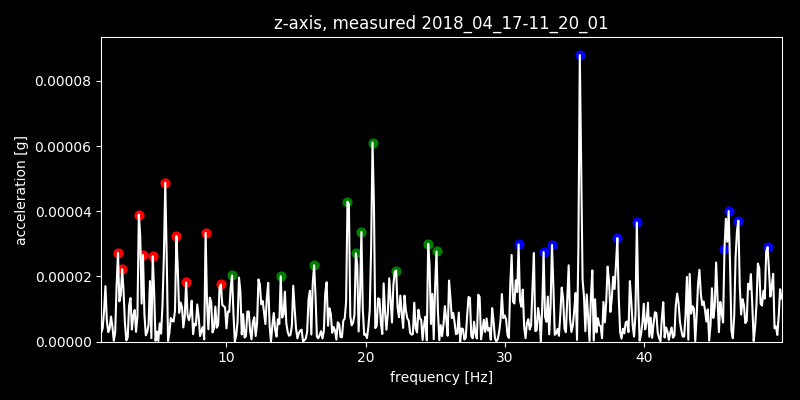 z-axis, measured 2018_04_17-11_20_01
0.00008
0.00006
0.00004
0.00002
0.00000
acceleration [g]
10 20 30 40
frequency [Hz]